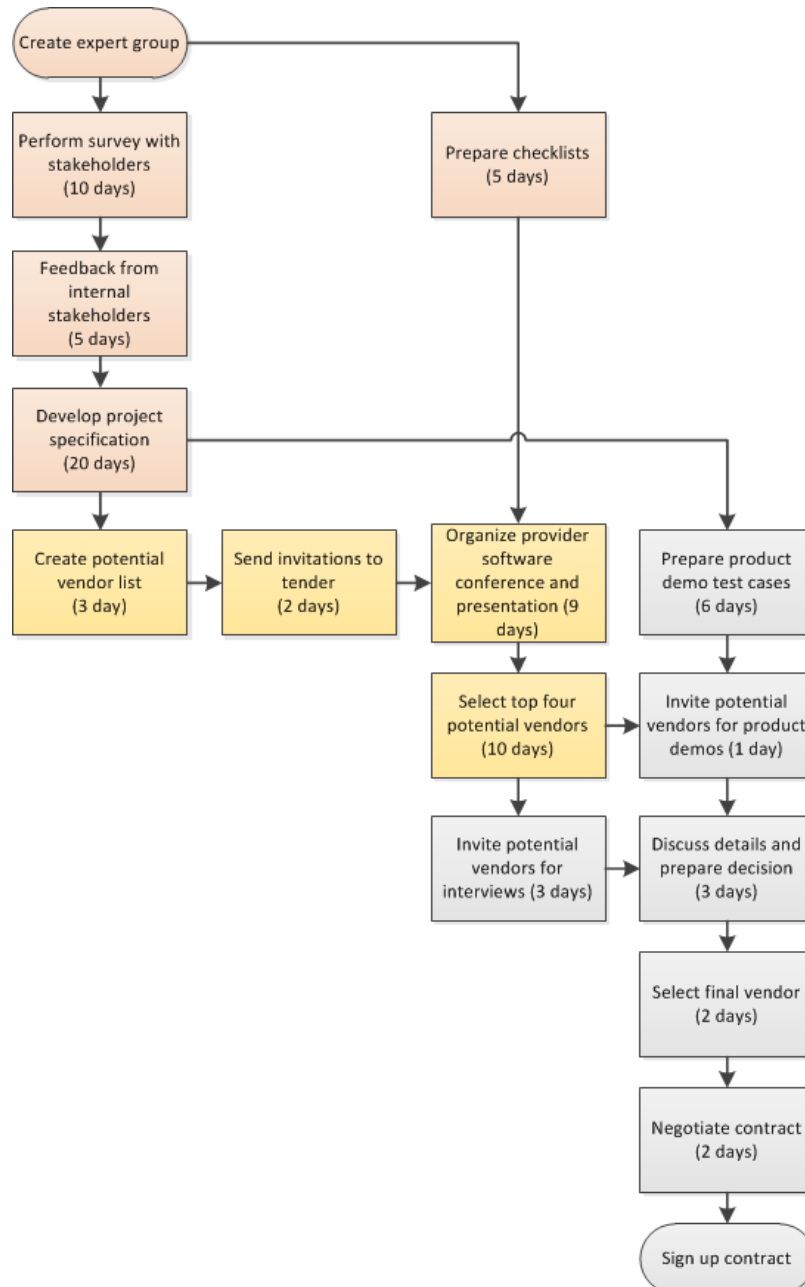 Create expert group
Perform survey with
stakeholders
(10 days)
Prepare checklists
(5 days)
Feedback from
internal
stakeholders
(5 days)
Develop project
specification
(20 days)
Create potential
vendor list
(3 day)
Send invitations to
tender
(2 days)
Organize provider
software
conference and
presentation (9
days)
Prepare product
demo test cases
(6 days)
Select top four
potential vendors
(10 days)
Invite potential
vendors for product
demos (1 day)
Invite potential
vendors for
interviews (3 days)
Discuss details and
prepare decision
(3 days)
Select final vendor
(2 days)
Negotiate contract
(2 days)
Sign up contract